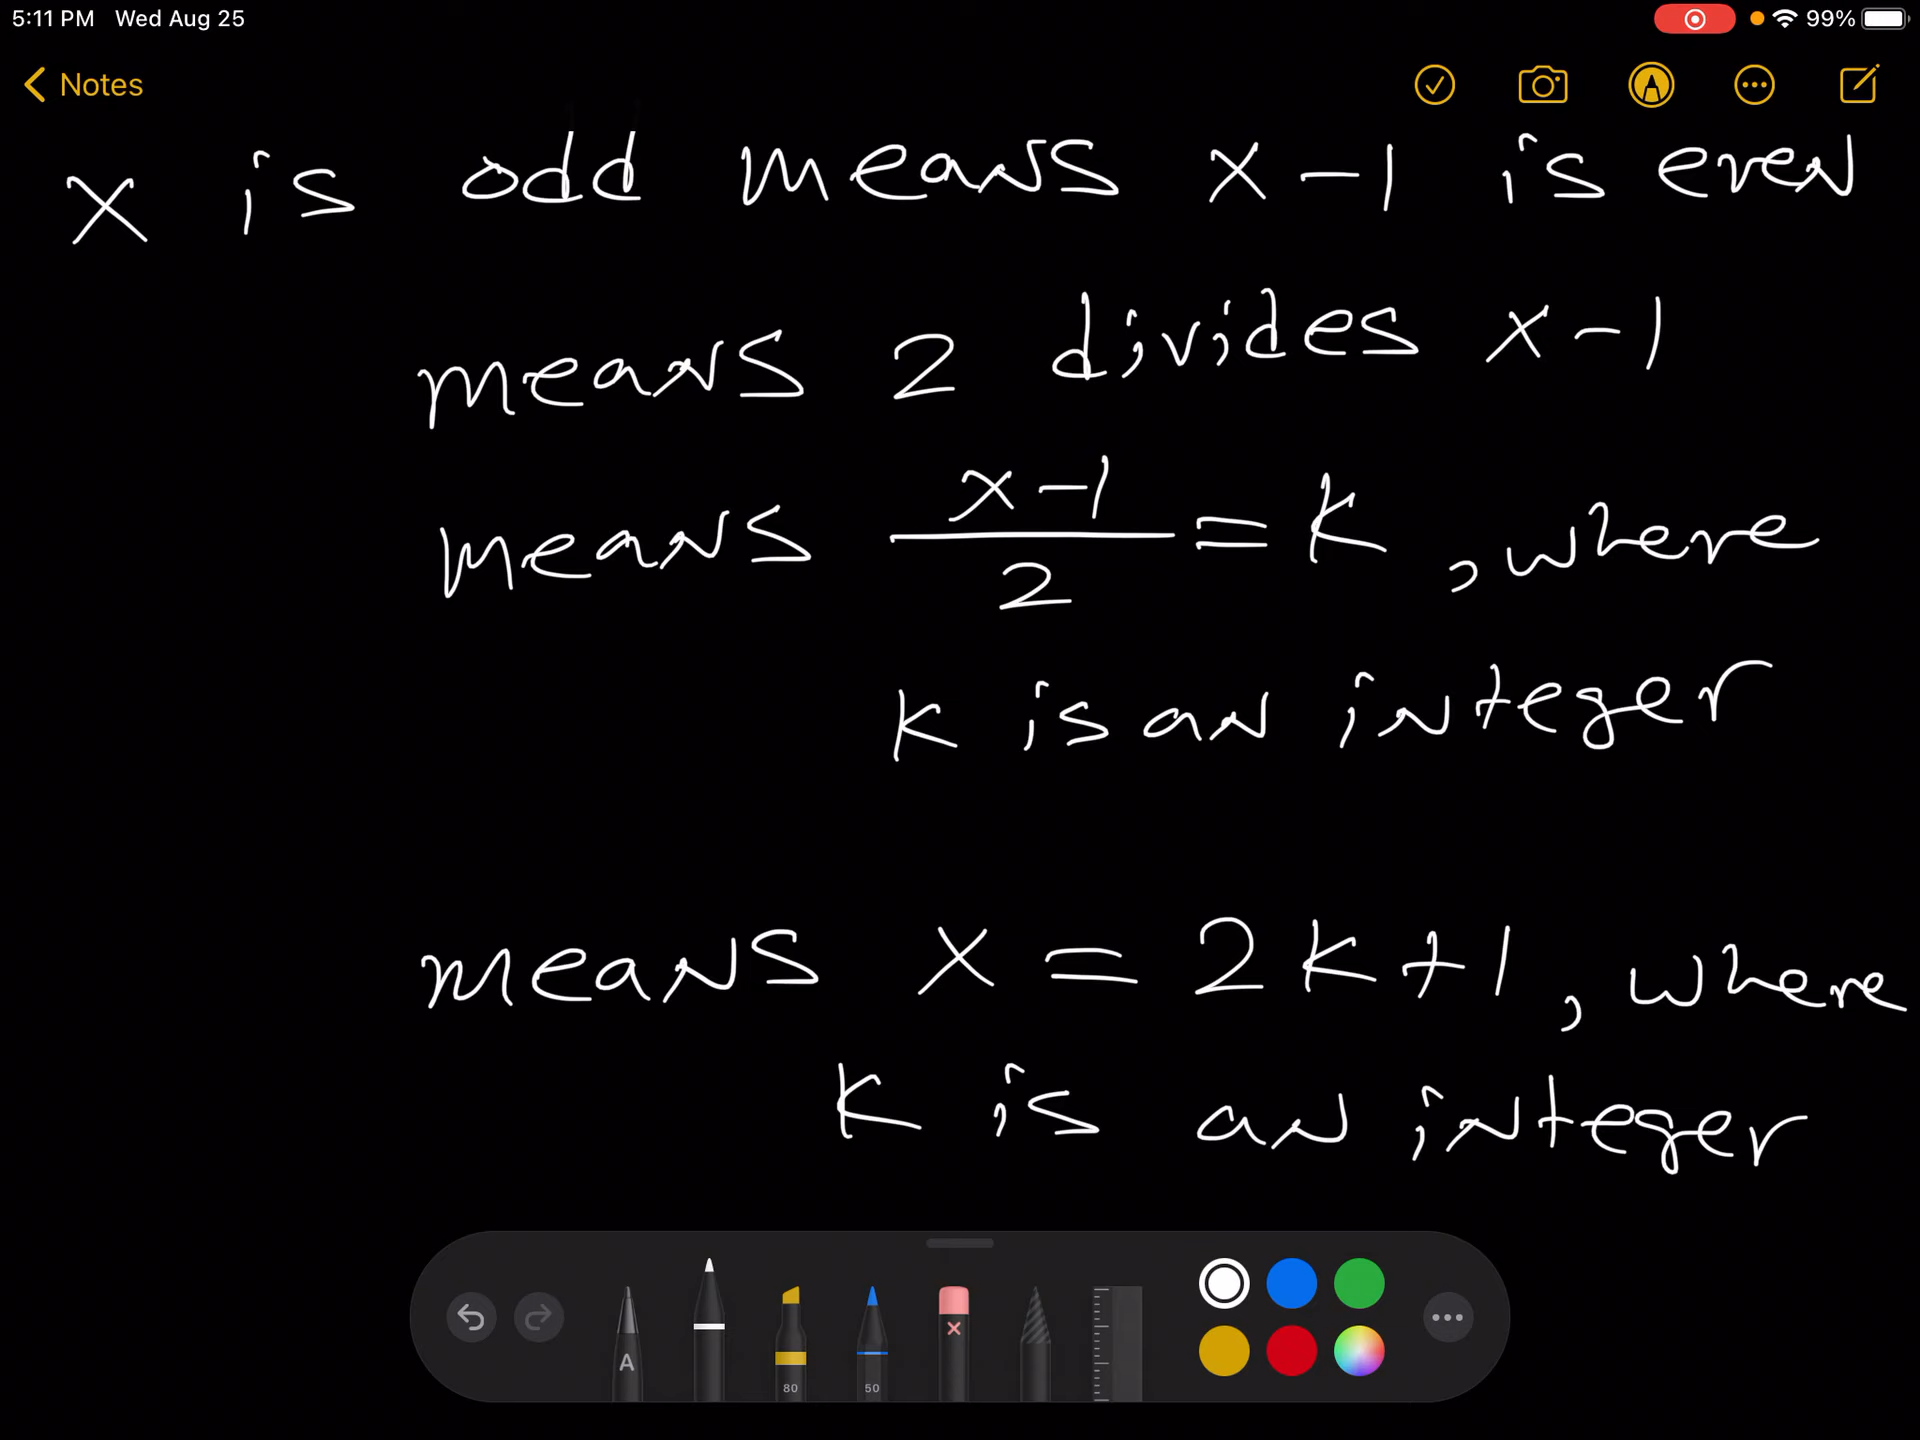 5:11 PM Wed Aug 25 99%
Notes
x is odd means x-1 is even
means 2 divides x-1
means x-1/2 = k, where
k is an integer
means x = 2k+1, where
k is an integer
A 80 50